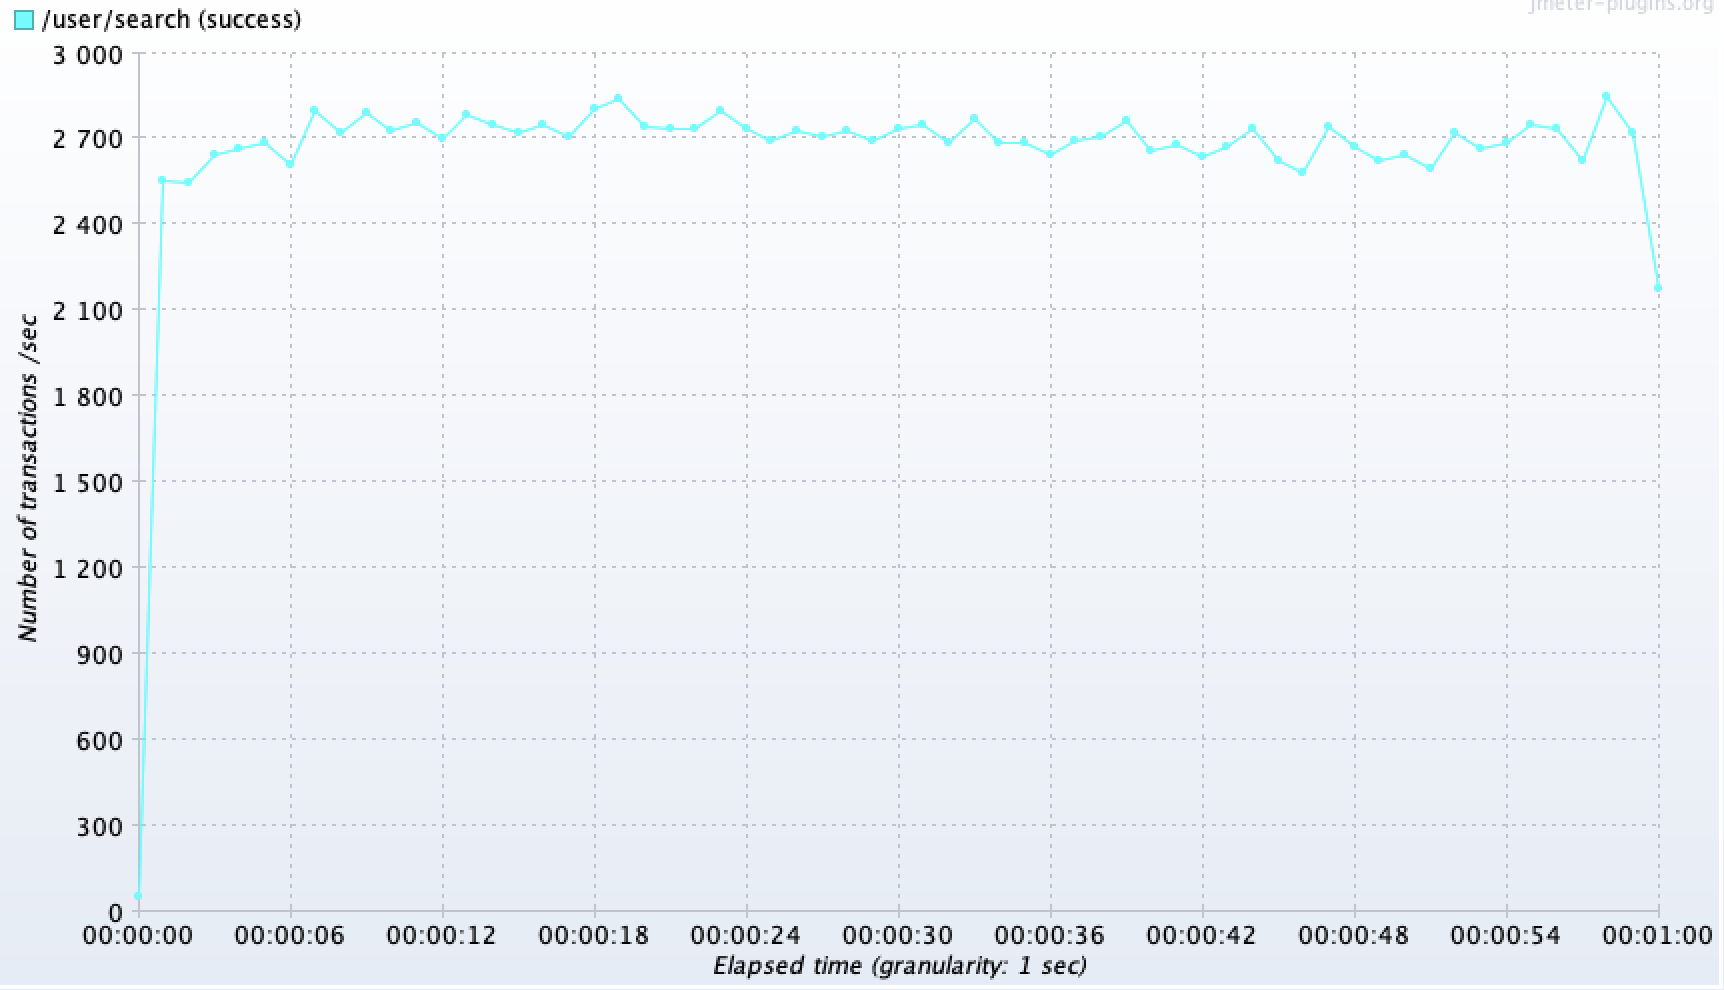 jmeter-plugins.org
/user/search (success)
3 000
2 700
2 400
2 100
1 800
1 500
1 200
900
600
300
0
Number of transactions /sec
00:00:00 00:00:06 00:00:12 00:00:18 00:00:24 00:00:30 00:00:36 00:00:42 00:00:48 00:00:54 00:01:00
Elapsed time (granularity: 1 sec)